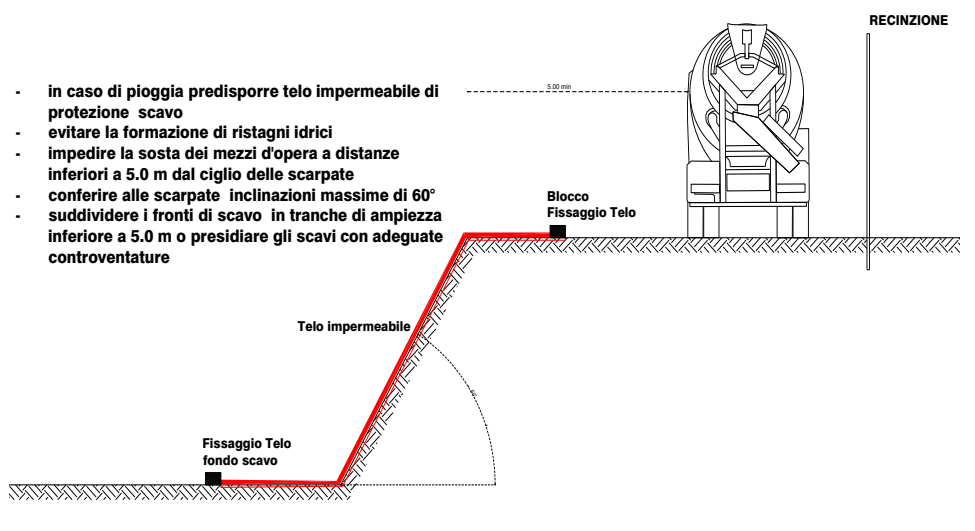 RECINZIONE
- in caso di pioggia predisporre telo impermeabile di
protezione scavo
- evitare la formazione di ristagni idrici
- impedire la sosta dei mezzi d'opera a distanze
inferiori a 5.0 m dal ciglio delle scarpate
- conferire alle scarpate inclinazioni massime di 60°
- suddividere i fronti di scavo in tranche di ampiezza
inferiore a 5.0 m o presidiare gli scavi con adeguate
controventature
5.00 min
Blocco
Fissaggio Telo
Telo impermeabile
60°
Fissaggio Telo
fondo scavo